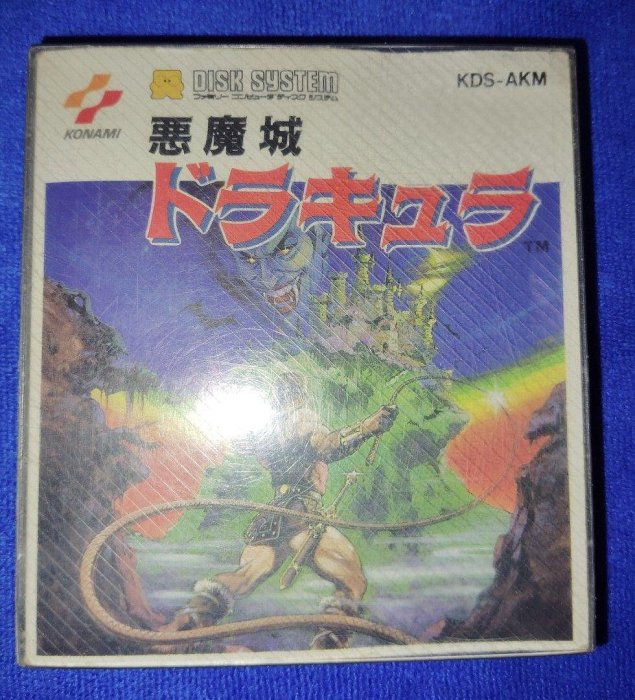 KONAMI
DISK SYSTEM
ファミリー コンピュータ ディスク システム
KDS-AKM
悪魔城
ドラキュラ
TM